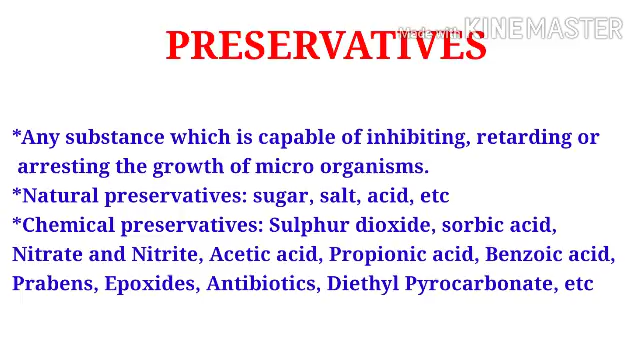 Made with KINEMASTER
PRESERVATIVES
*Any substance which is capable of inhibiting, retarding or
arresting the growth of micro organisms.
*Natural preservatives: sugar, salt, acid, etc
*Chemical preservatives: Sulphur dioxide, sorbic acid,
Nitrate and Nitrite, Acetic acid, Propionic acid, Benzoic acid,
Prabens, Epoxides, Antibiotics, Diethyl Pyrocarbonate, etc